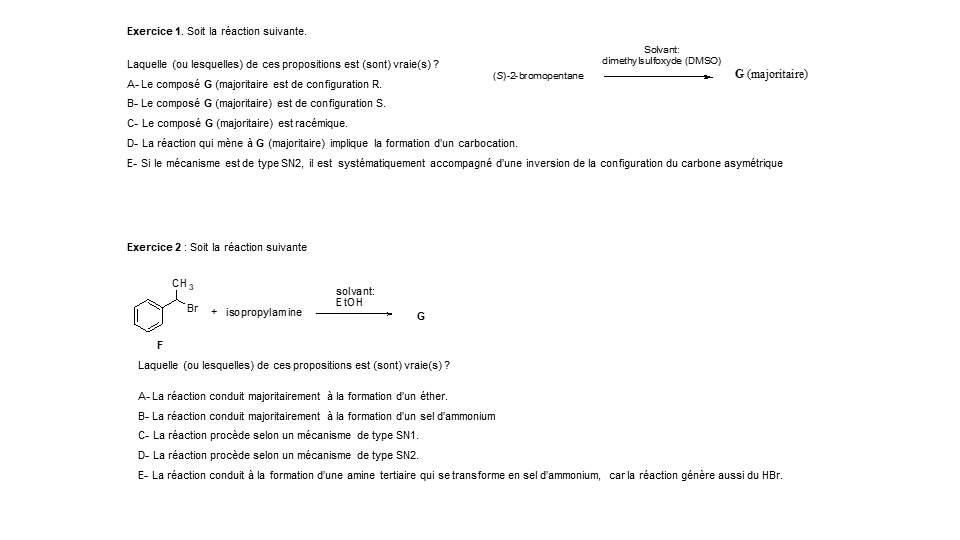 Exercice 1. Soit la réaction suivante.
Solvant:
dimethylsulfoxyde (DMSO)
Laquelle (ou lesquelles) de ces propositions est (sont) vraie(s) ?
(S)-2-bromopentane
G (majoritaire)
A- Le composé G (majoritaire est de configuration R.
B- Le composé G (majoritaire) est de configuration S.
C- Le composé G (majoritaire) est racémique.
D- La réaction qui mène à G (majoritaire) implique la formation d'un carbocation.
E- Si le mécanisme est de type SN2, il est systématiquement accompagné d'une inversion de la configuration du carbone asymétrique
Exercice 2 : Soit la réaction suivante
CH3
Br + isopropylamine
solvant:
EtOH
G
F
Laquelle (ou lesquelles) de ces propositions est (sont) vraie(s) ?
A- La réaction conduit majoritairement à la formation d'un éther.
B- La réaction conduit majoritairement à la formation d'un sel d'ammonium
C- La réaction procède selon un mécanisme de type SN1.
D- La réaction procède selon un mécanisme de type SN2.
E- La réaction conduit à la formation d'une amine tertiaire qui se transforme en sel d'ammonium, car la réaction génère aussi du HBr.